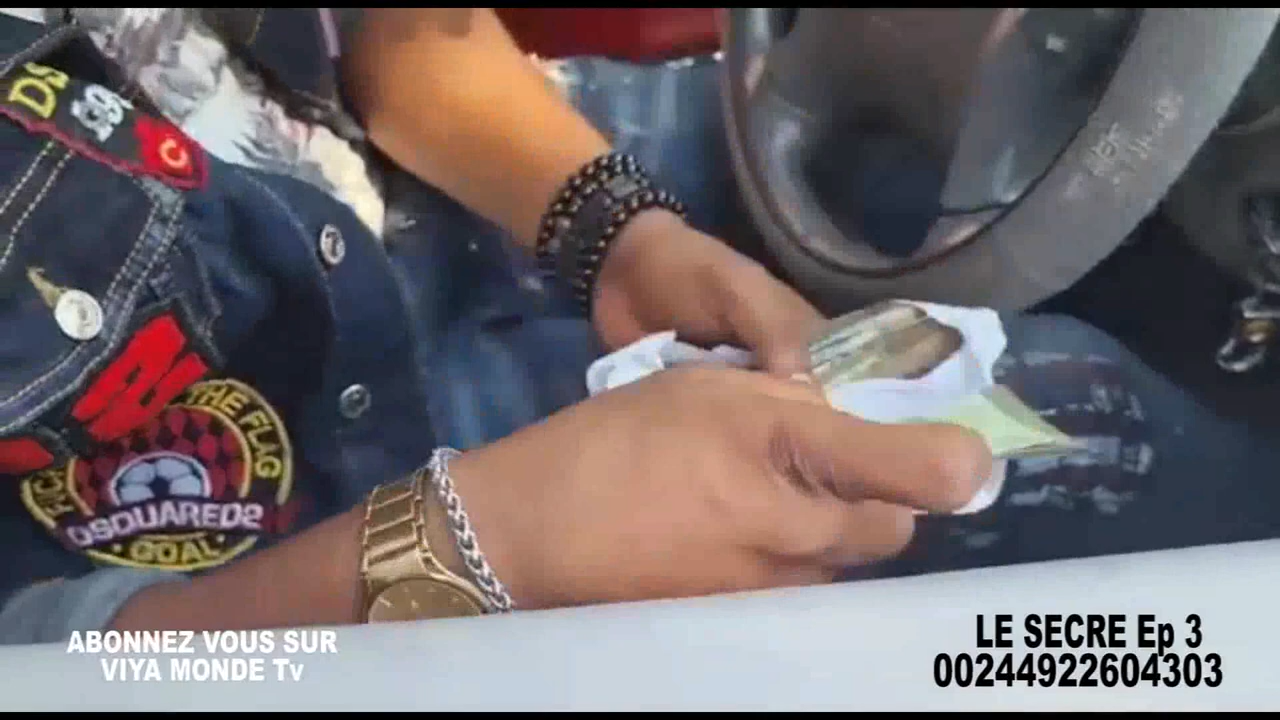 DS
C
THE FLAG
DSQUARED2
GOAL
ABONNEZ VOUS SUR
VIYA MONDE Tv
LE SECRE Ep 3
00244922604303